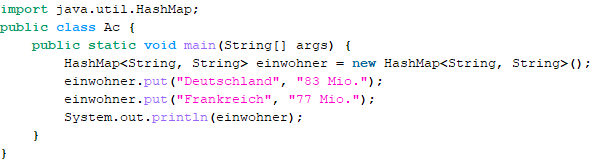 import java.util.HashMap;
public class Ac {
    public static void main(String[] args) {
        HashMap<String, String> einwohner = new HashMap<String, String>();
        einwohner.put("Deutschland", "83 Mio.");
        einwohner.put("Frankreich", "77 Mio.");
        System.out.println(einwohner);
    }
}